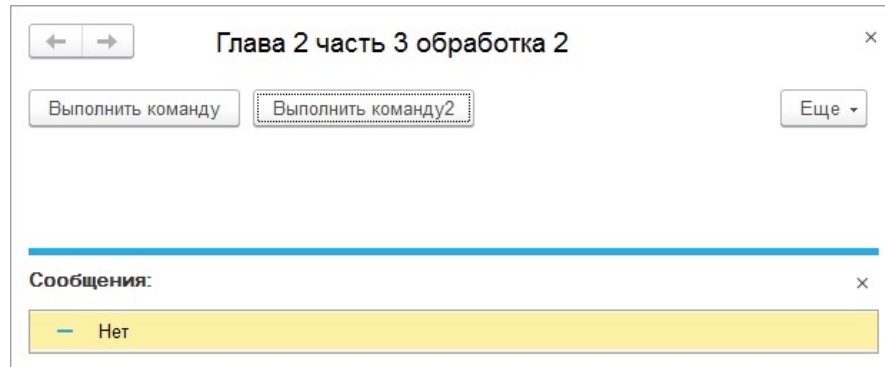 Глава 2 часть 3 обработка 2
Выполнить команду Выполнить команду2 Еще
Сообщения:
Нет